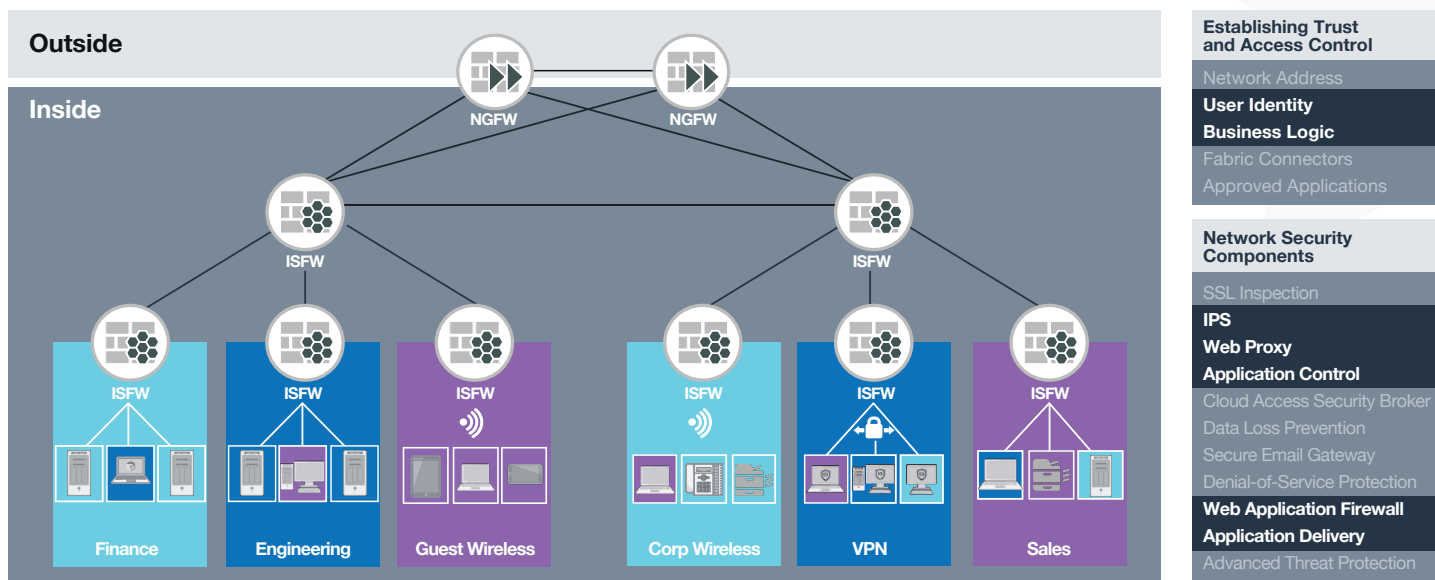 Outside
Inside
NGFW
NGFW
ISFW
ISFW
ISFW
ISFW
ISFW
ISFW
ISFW
ISFW
Finance
Engineering
Guest Wireless
Corp Wireless
VPN
Sales
Establishing Trust
and Access Control
Network Address
User Identity
Business Logic
Fabric Connectors
Approved Applications
Network Security
Components
SSL Inspection
IPS
Web Proxy
Application Control
Cloud Access Security Broker
Data Loss Prevention
Secure Email Gateway
Denial-of-Service Protection
Web Application Firewall
Application Delivery
Advanced Threat Protection